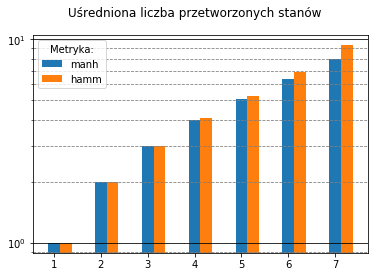 Uśredniona liczba przetworzonych stanów
10¹
Metryka:
manh
hamm
10⁰
1 2 3 4 5 6 7